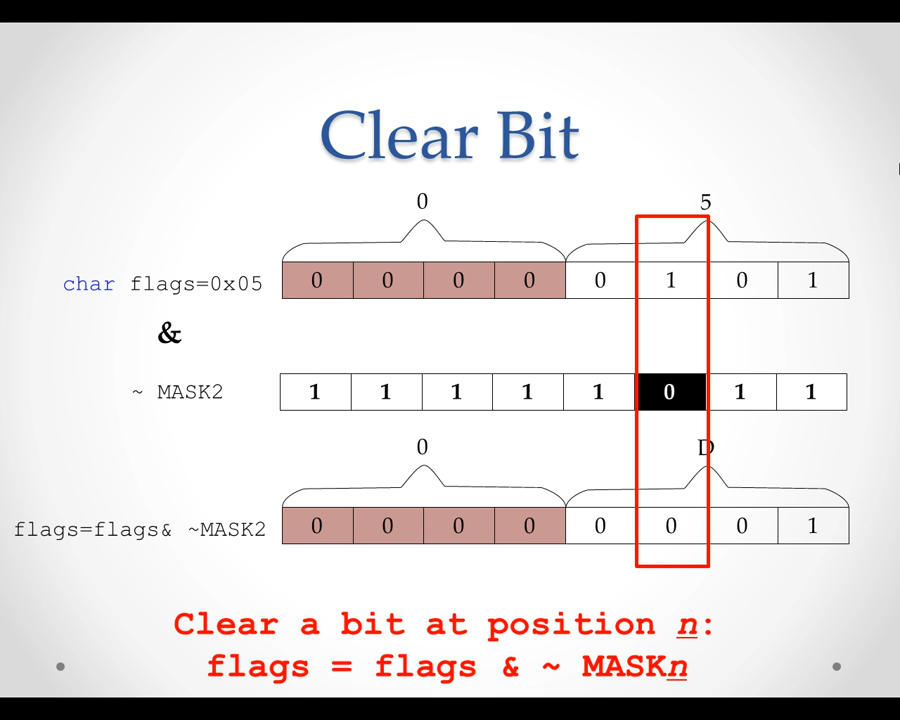 Clear Bit
0 5
char flags=0x05 0 0 0 0 0 1 0 1
&
~ MASK2 1 1 1 1 1 0 1 1
0 D
flags=flags& ~MASK2 0 0 0 0 0 0 0 1
Clear a bit at position n:
flags = flags & ~ MASKn